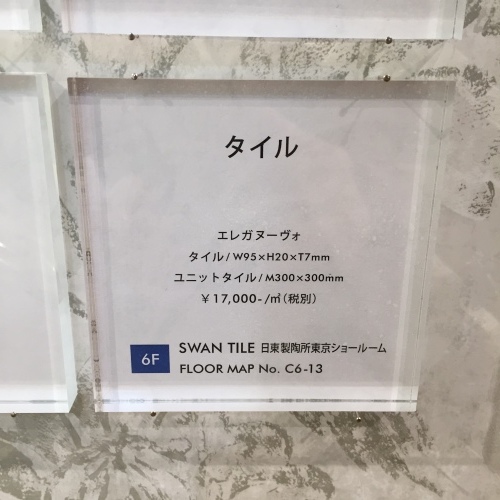 タイル
エレガヌーヴォ
タイル/W95×H20×T7mm
ユニットタイル/M300×300mm
￥17,000-/㎡(税別)
6F
SWAN TILE 日東製陶所東京ショールーム
FLOOR MAP No. C6-13